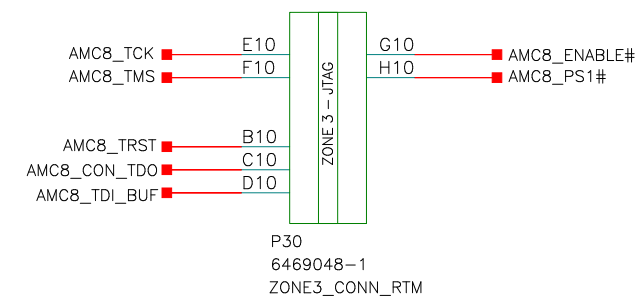 AMC8_TCK E10 G10 AMC8_ENABLE#
AMC8_TMS F10 H10 AMC8_PS1#
ZONE 3 - JTAG
AMC8_TRST B10
AMC8_CON_TDO C10
AMC8_TDI_BUF D10
P30
6469048-1
ZONE3_CONN_RTM